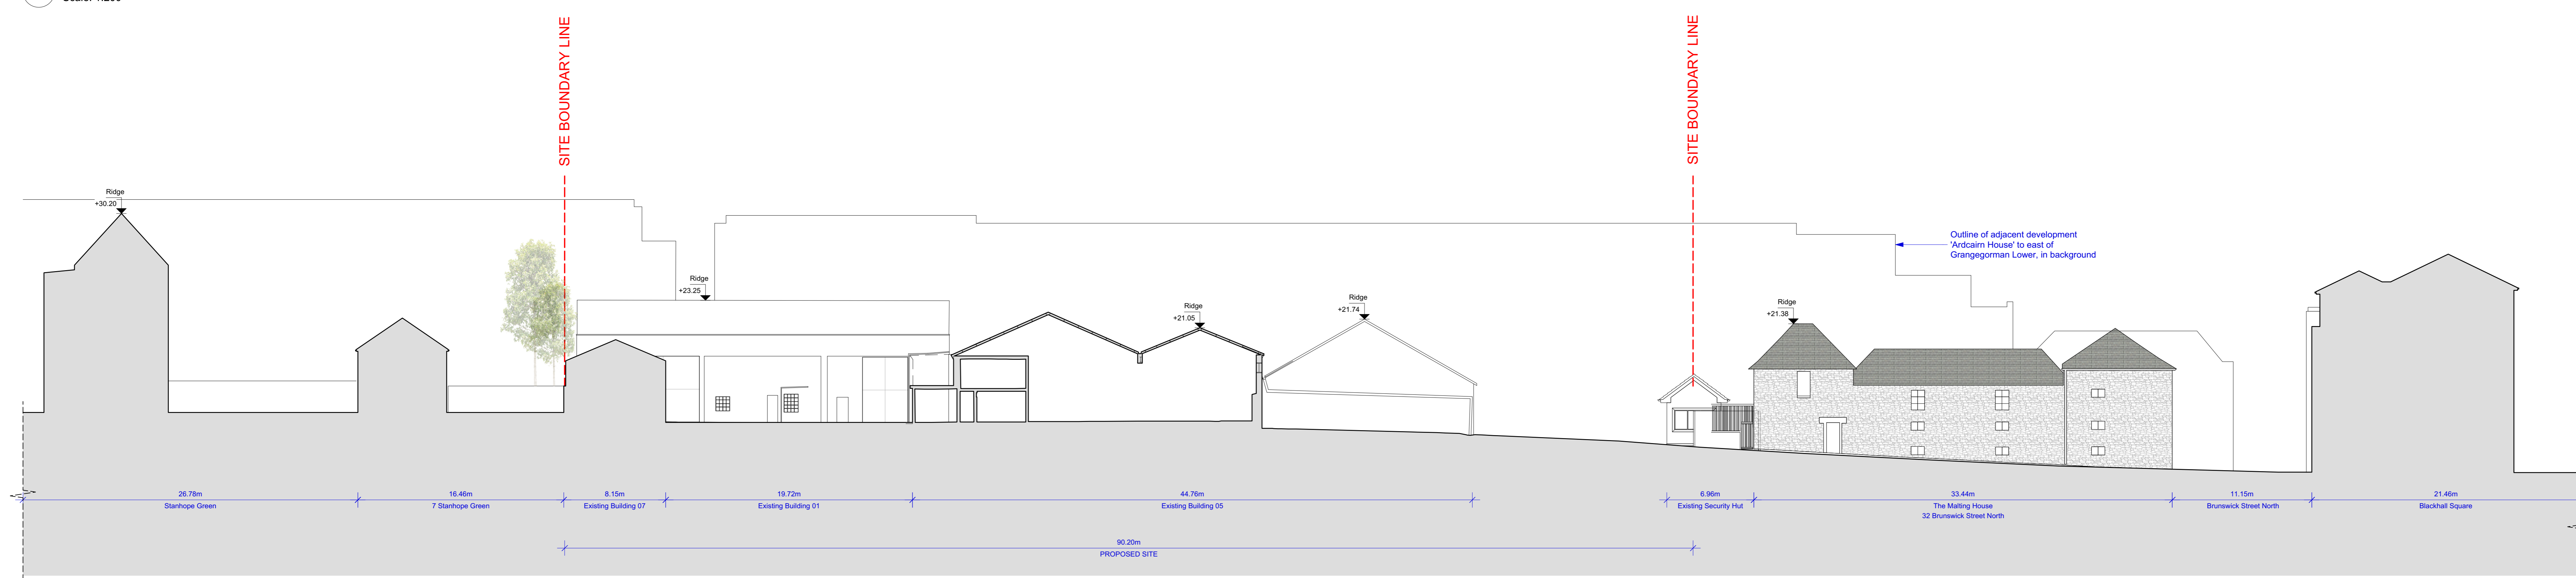 SITE BOUNDARY LINE
SITE BOUNDARY LINE
Ridge
+30.20
Ridge
+23.25
Ridge
+21.05
Ridge
+21.74
Ridge
+21.38
Outline of adjacent development
'Ardcairn House' to east of
Grangegorman Lower, in background
26.78m
Stanhope Green
16.46m
7 Stanhope Green
8.15m
Existing Building 07
19.72m
Existing Building 01
44.76m
Existing Building 05
6.96m
Existing Security Hut
33.44m
The Malting House
32 Brunswick Street North
11.15m
Brunswick Street North
21.46m
Blackhall Square
90.20m
PROPOSED SITE